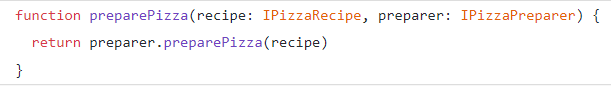 function preparePizza(recipe: IPizzaRecipe, preparer: IPizzaPreparer) {
  return preparer.preparePizza(recipe)
}